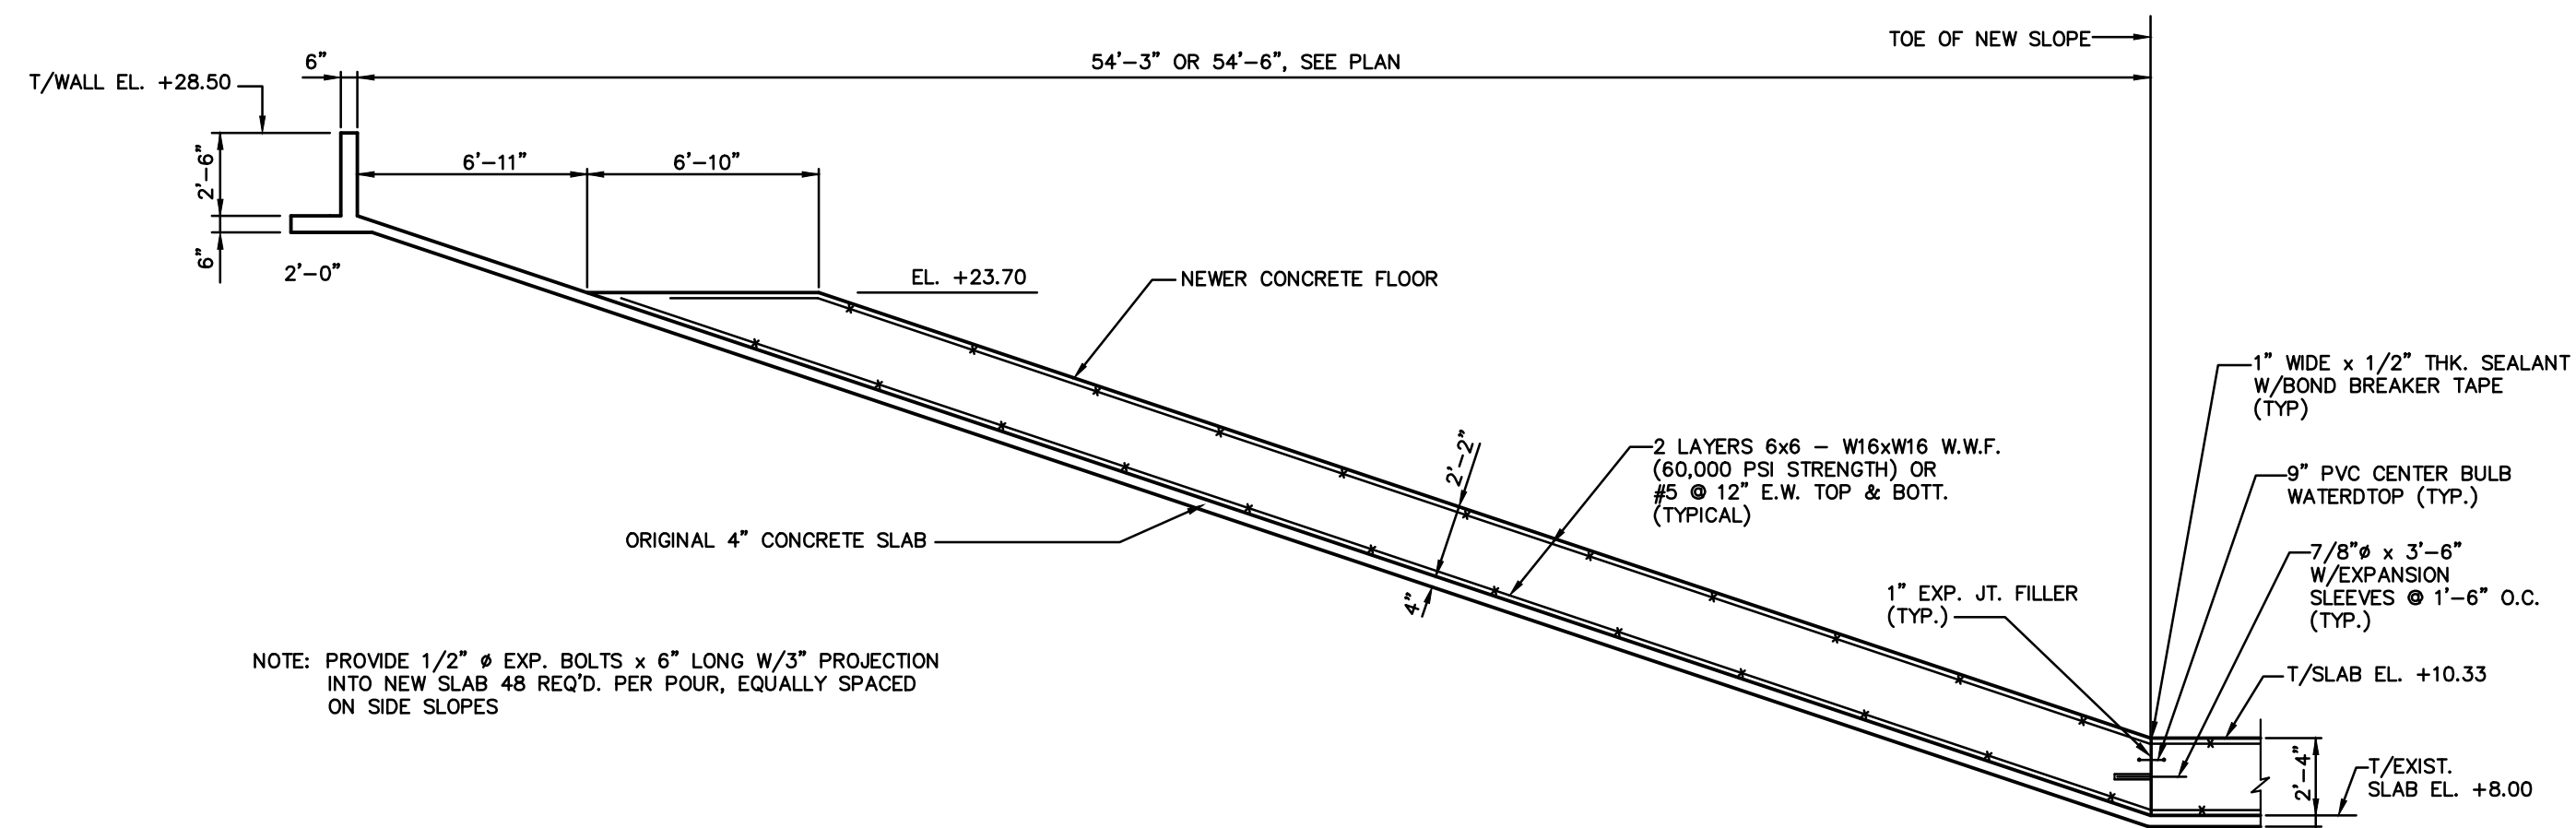 TOE OF NEW SLOPE
6"
54'-3" OR 54'-6", SEE PLAN
T/WALL EL. +28.50
2'-6"
6'-11"
6'-10"
6"
2'-0"
EL. +23.70
NEWER CONCRETE FLOOR
1" WIDE x 1/2" THK. SEALANT
W/BOND BREAKER TAPE
(TYP)
2'-2"
2 LAYERS 6x6 - W16xW16 W.W.F.
(60,000 PSI STRENGTH) OR
#5 @ 12" E.W. TOP & BOTT.
(TYPICAL)
9" PVC CENTER BULB
WATERDTOP (TYP.)
ORIGINAL 4" CONCRETE SLAB
4"
7/8"ø x 3'-6"
W/EXPANSION
SLEEVES @ 1'-6" O.C.
(TYP.)
1" EXP. JT. FILLER
(TYP.)
NOTE: PROVIDE 1/2" ø EXP. BOLTS x 6" LONG W/3" PROJECTION
INTO NEW SLAB 48 REQ'D. PER POUR, EQUALLY SPACED
ON SIDE SLOPES
T/SLAB EL. +10.33
2'-4"
T/EXIST.
SLAB EL. +8.00